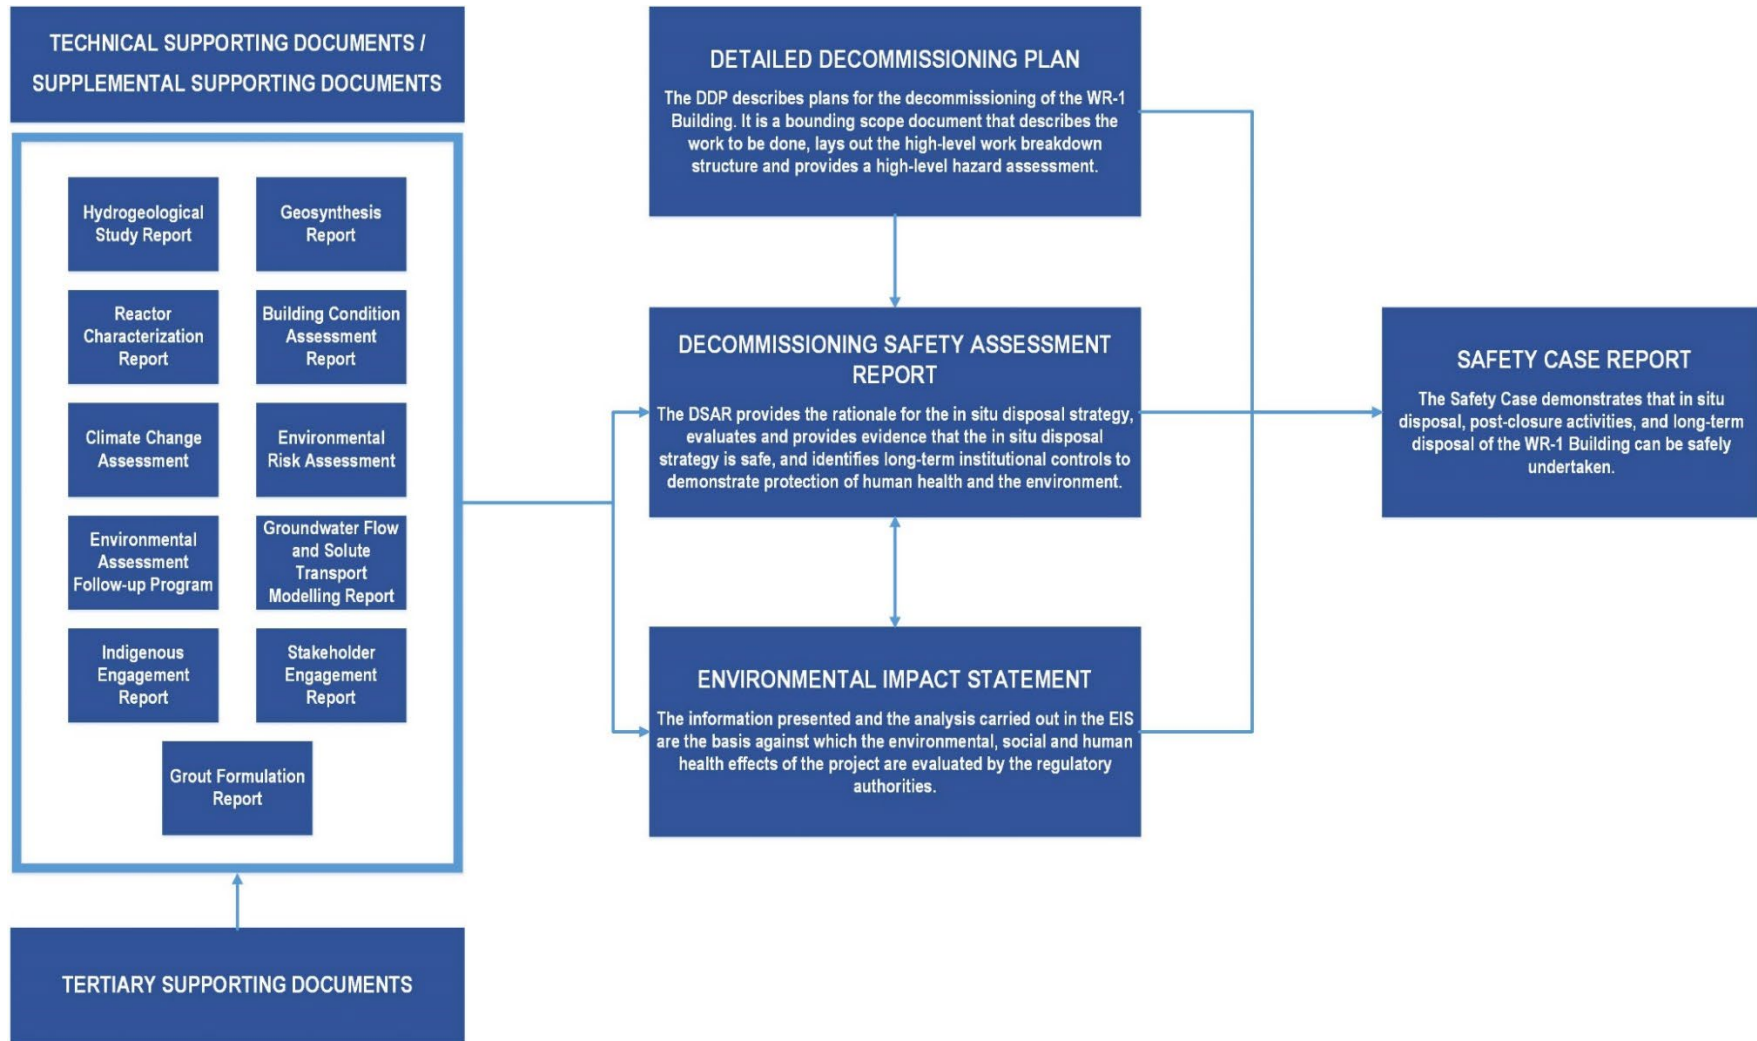 TECHNICAL SUPPORTING DOCUMENTS /
SUPPLEMENTAL SUPPORTING DOCUMENTS
Hydrogeological
Study Report
Geosynthesis
Report
Reactor
Characterization
Report
Building Condition
Assessment
Report
Climate Change
Assessment
Environmental
Risk Assessment
Environmental
Assessment
Follow-up Program
Groundwater Flow
and Solute
Transport
Modelling Report
Indigenous
Engagement
Report
Stakeholder
Engagement
Report
Grout Formulation
Report
TERTIARY SUPPORTING DOCUMENTS
DETAILED DECOMMISSIONING PLAN
The DDP describes plans for the decommissioning of the WR-1
Building. It is a bounding scope document that describes the
work to be done, lays out the high-level work breakdown
structure and provides a high-level hazard assessment.
DECOMMISSIONING SAFETY ASSESSMENT
REPORT
The DSAR provides the rationale for the in situ disposal strategy,
evaluates and provides evidence that the in situ disposal
strategy is safe, and identifies long-term institutional controls to
demonstrate protection of human health and the environment.
ENVIRONMENTAL IMPACT STATEMENT
The information presented and the analysis carried out in the EIS
are the basis against which the environmental, social and human
health effects of the project are evaluated by the regulatory
authorities.
SAFETY CASE REPORT
The Safety Case demonstrates that in situ
disposal, post-closure activities, and long-term
disposal of the WR-1 Building can be safely
undertaken.